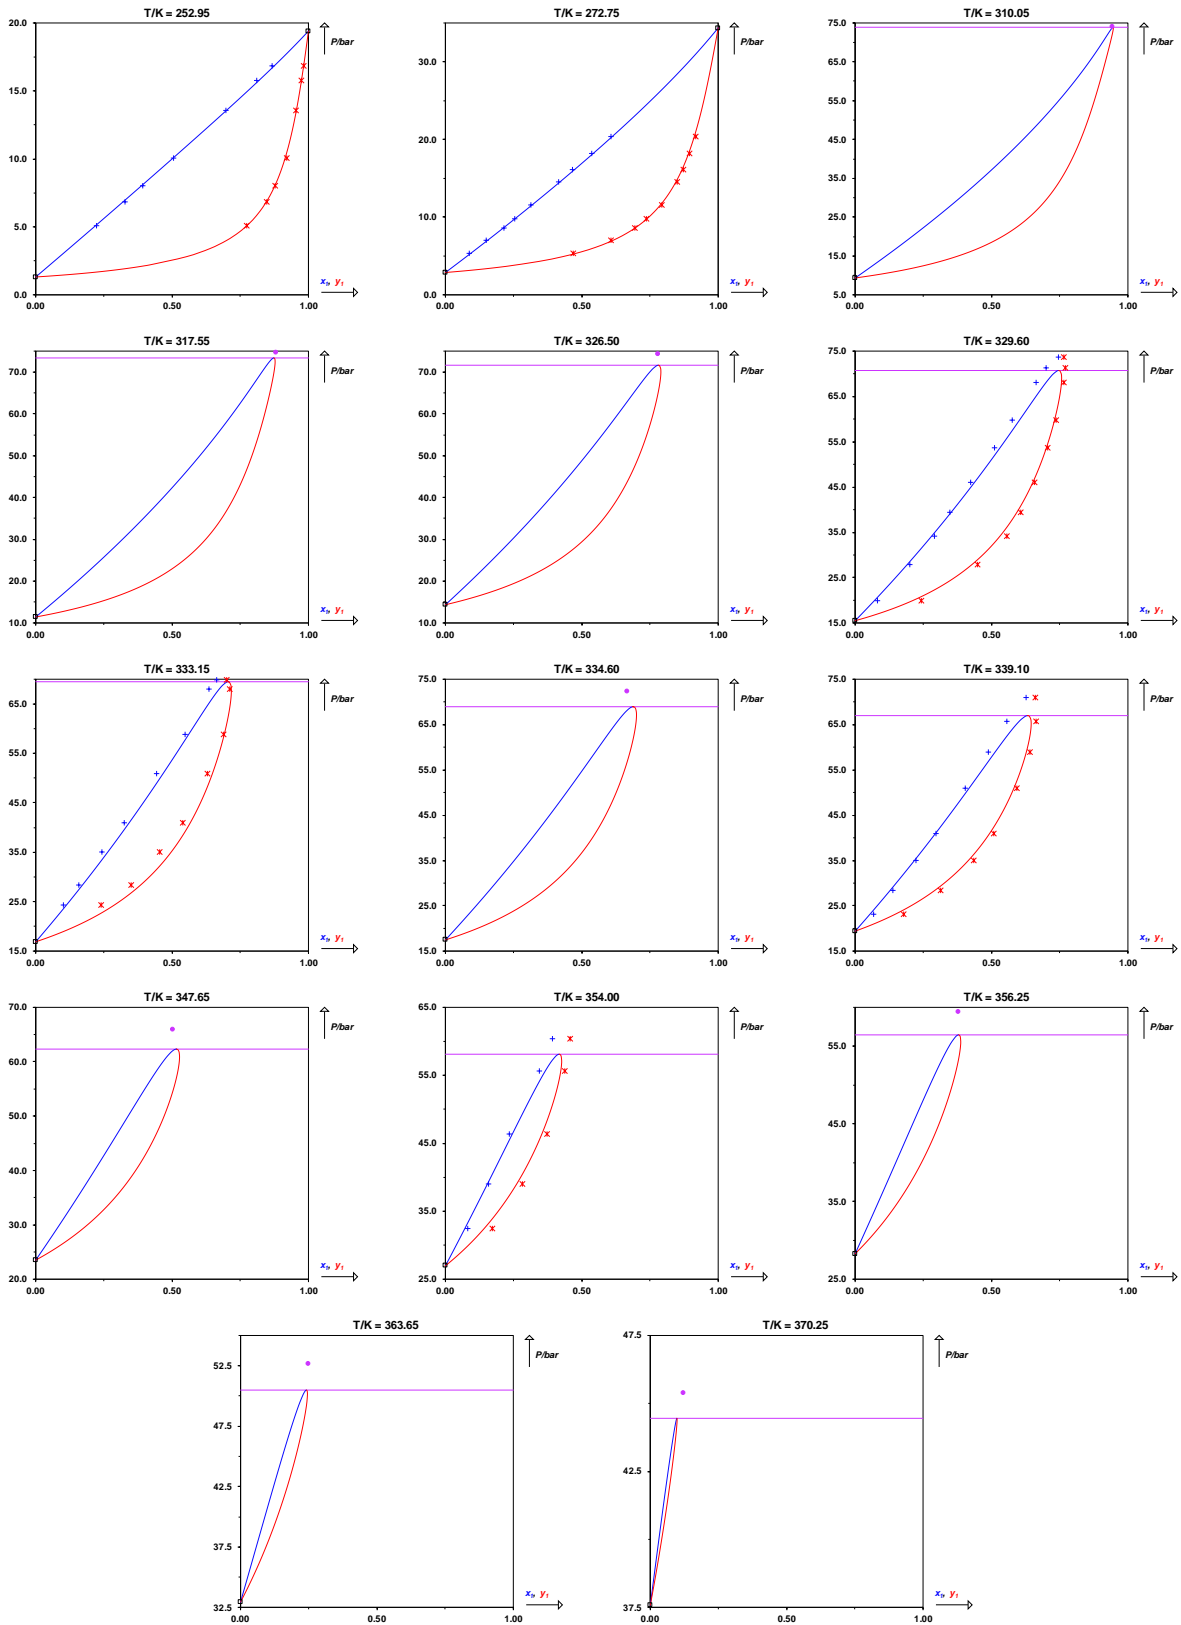 T/K = 252.95
20.0
15.0
10.0
5.0
0.0
0.00 0.50 1.00
P/bar
x₁, y₁
T/K = 272.75
30.0
20.0
10.0
0.0
0.00 0.50 1.00
P/bar
x₁, y₁
T/K = 310.05
75.0
65.0
55.0
45.0
35.0
25.0
15.0
5.0
0.00 0.50 1.00
P/bar
x₁, y₁
T/K = 317.55
70.0
60.0
50.0
40.0
30.0
20.0
10.0
0.00 0.50 1.00
P/bar
x₁, y₁
T/K = 326.50
70.0
60.0
50.0
40.0
30.0
20.0
10.0
0.00 0.50 1.00
P/bar
x₁, y₁
T/K = 329.60
75.0
65.0
55.0
45.0
35.0
25.0
15.0
0.00 0.50 1.00
P/bar
x₁, y₁
T/K = 333.15
65.0
55.0
45.0
35.0
25.0
15.0
0.00 0.50 1.00
P/bar
x₁, y₁
T/K = 334.60
75.0
65.0
55.0
45.0
35.0
25.0
15.0
0.00 0.50 1.00
P/bar
x₁, y₁
T/K = 339.10
75.0
65.0
55.0
45.0
35.0
25.0
15.0
0.00 0.50 1.00
P/bar
x₁, y₁
T/K = 347.65
70.0
60.0
50.0
40.0
30.0
20.0
0.00 0.50 1.00
P/bar
x₁, y₁
T/K = 354.00
65.0
55.0
45.0
35.0
25.0
0.00 0.50 1.00
P/bar
x₁, y₁
T/K = 356.25
55.0
45.0
35.0
25.0
0.00 0.50 1.00
P/bar
x₁, y₁
T/K = 363.65
52.5
47.5
42.5
37.5
32.5
0.00 0.50 1.00
P/bar
x₁, y₁
T/K = 370.25
47.5
42.5
37.5
0.00 0.50 1.00
P/bar
x₁, y₁